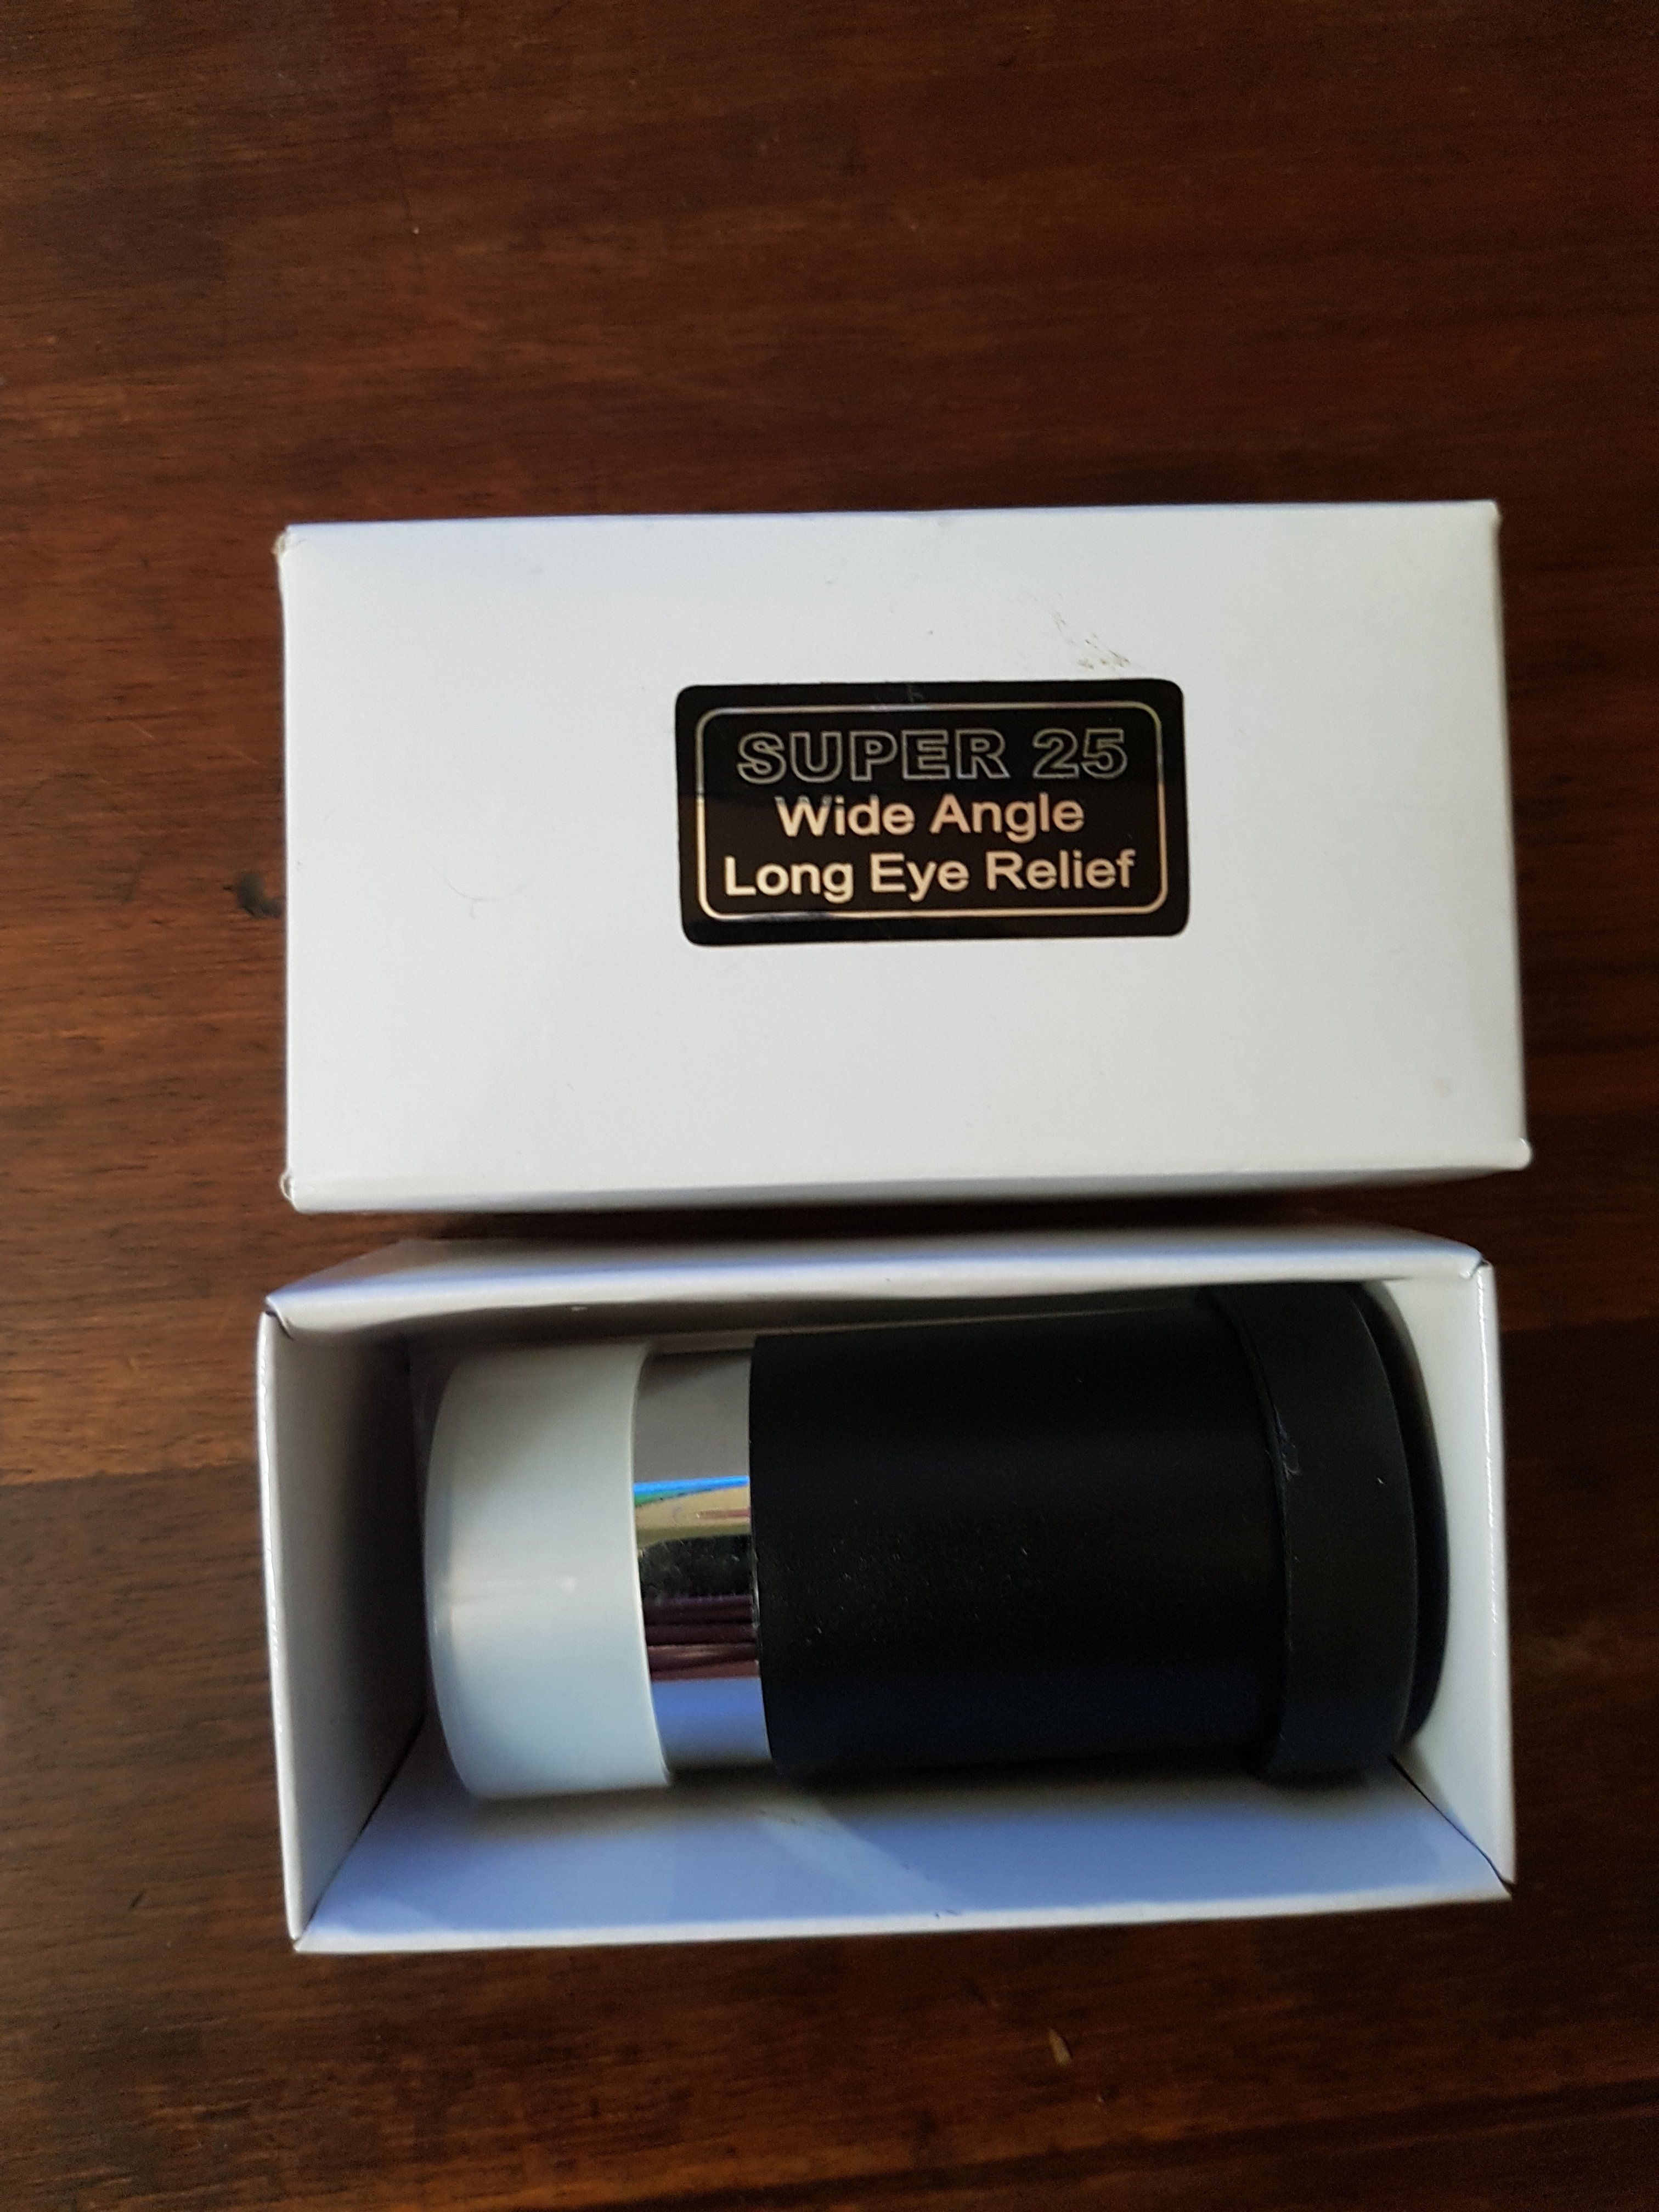 SUPER 25
Wide Angle
Long Eye Relief